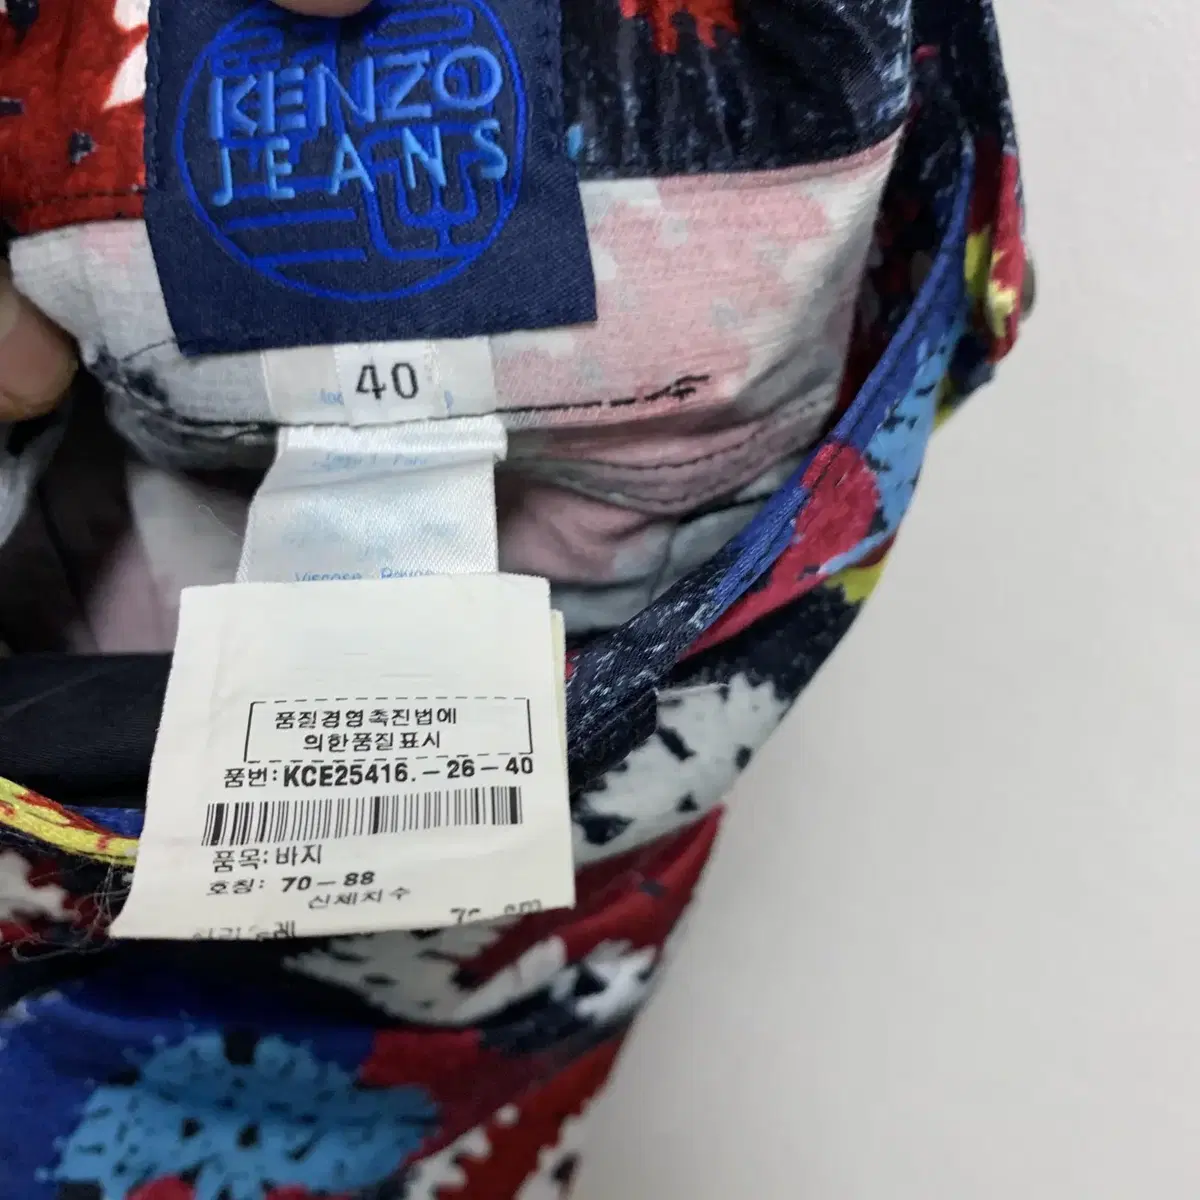 KENZO
JEANS
40
Viscose
품질경영촉진법에
의한품질표시
품번: KCE25416.-26-40
품목: 바지
호칭: 70-88
신체치수